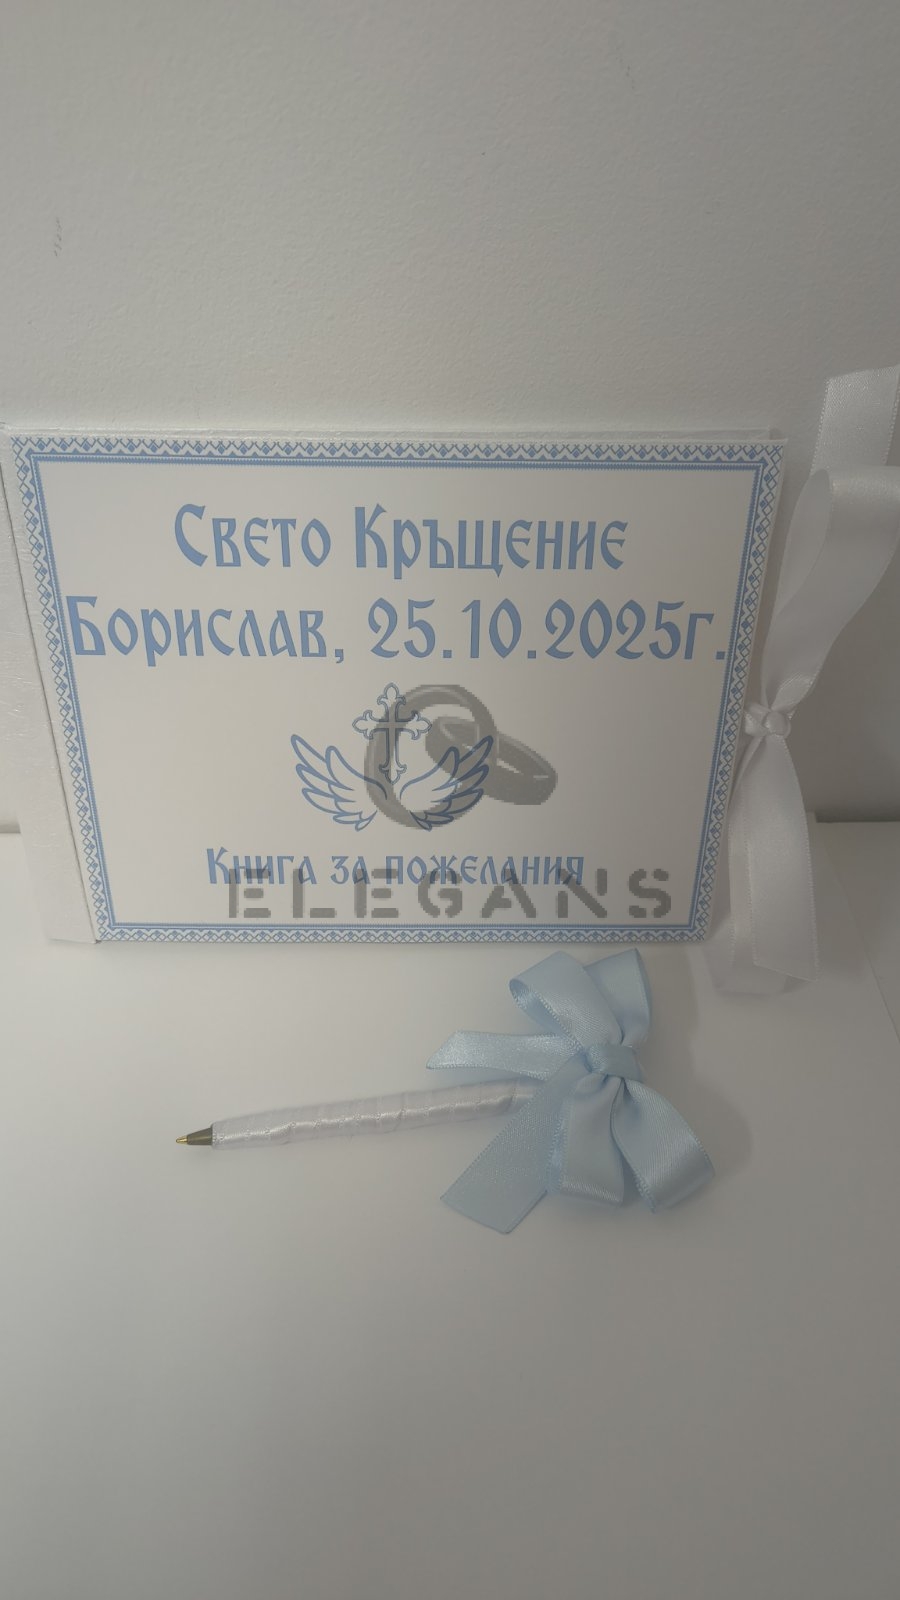 Свето Кръщение
Борислав, 25.10.2025г.
Книга за пожелания
ELEGANS